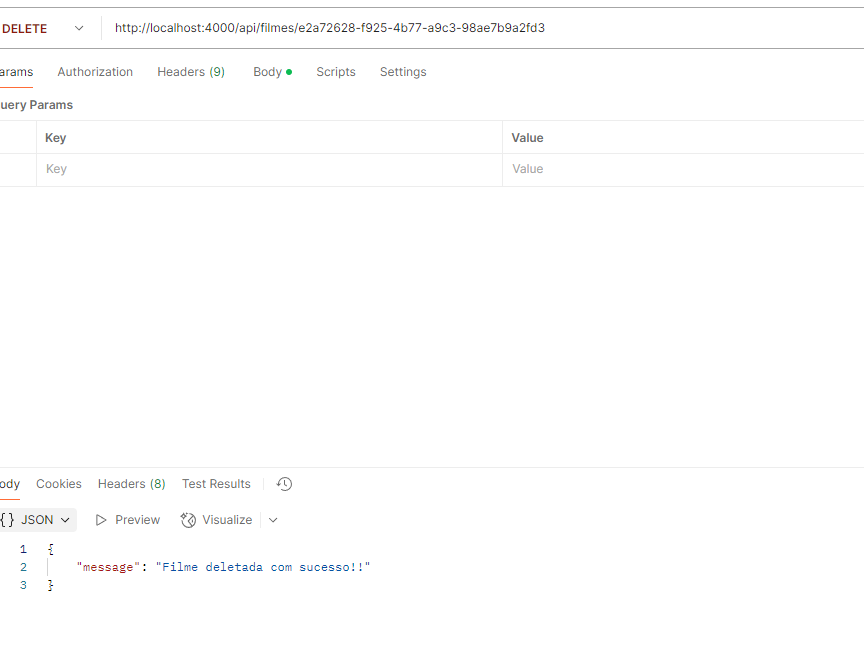 DELETE http://localhost:4000/api/filmes/e2a72628-f925-4b77-a9c3-98ae7b9a2fd3
arams Authorization Headers (9) Body Scripts Settings
uery Params
Key Value
Key Value
ody Cookies Headers (8) Test Results
{} JSON Preview Visualize
1 {
2 "message": "Filme deletada com sucesso!!"
3 }